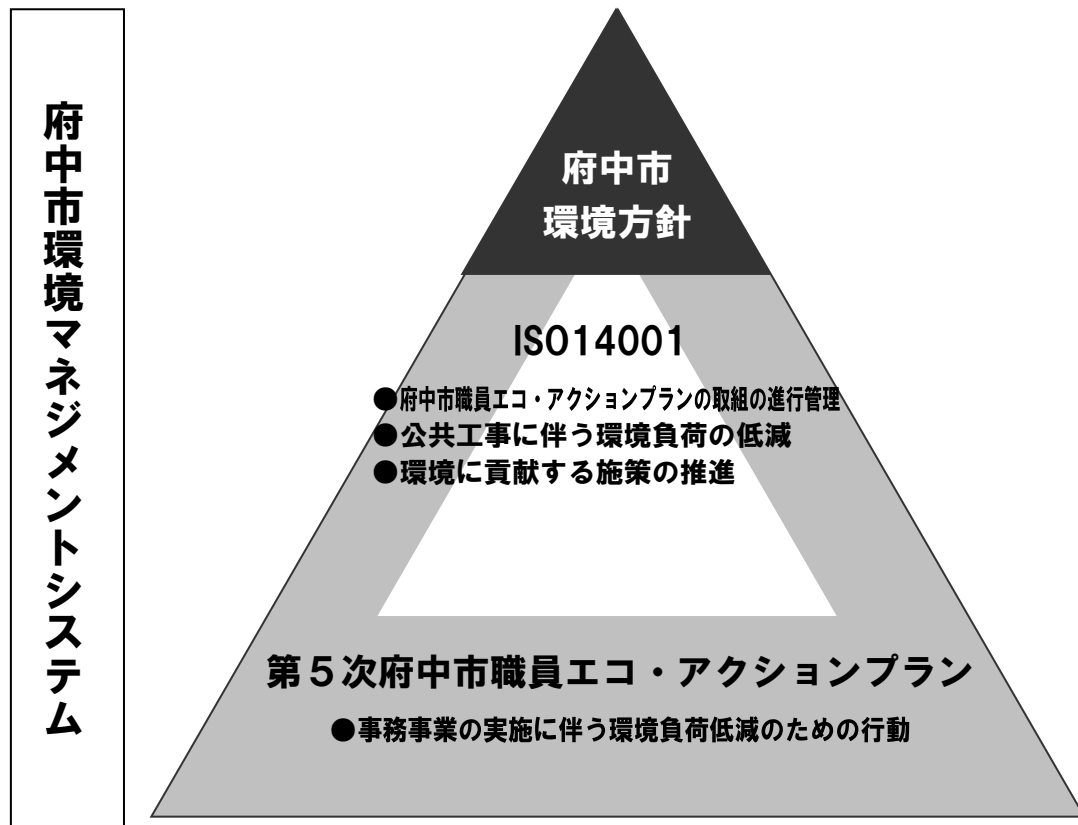 府中市環境マネジメントシステム
府中市
環境方針
ISO14001
●府中市職員エコ・アクションプランの取組の進行管理
●公共工事に伴う環境負荷の低減
●環境に貢献する施策の推進
第５次府中市職員エコ・アクションプラン
●事務事業の実施に伴う環境負荷低減のための行動